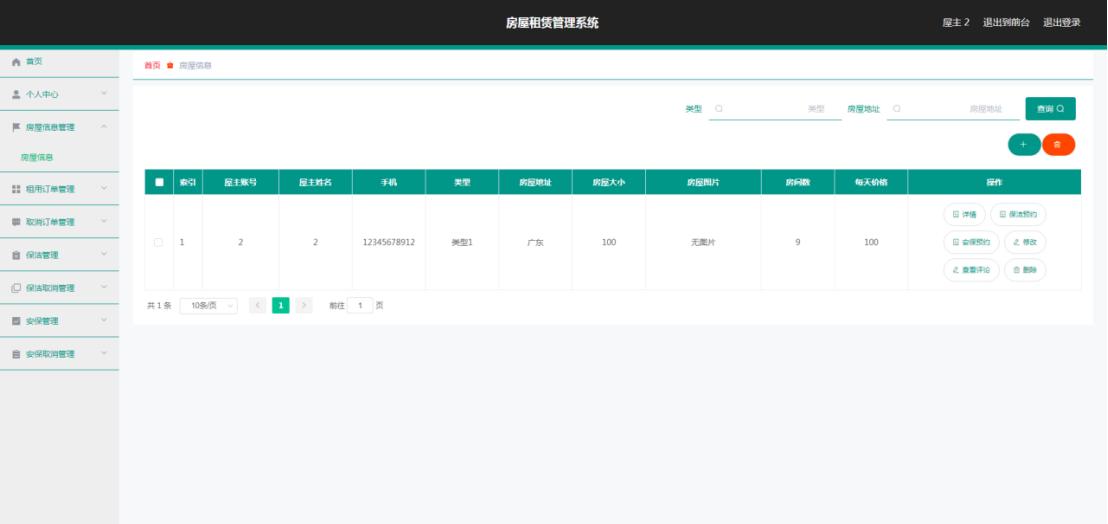 房屋租赁管理系统
屋主 2 退出到前台 退出登录
首页
个人中心
房屋信息管理
房屋信息
租用订单管理
取消订单管理
保洁管理
保洁取消管理
安保管理
安保取消管理
首页 房屋信息
类型 类型 房屋地址 房屋地址 查询
+
索引 屋主账号 屋主姓名 手机 类型 房屋地址 房屋大小 房屋图片 房间数 每天价格 操作
1 2 2 12345678912 类型1 广东 100 无图片 9 100
详情 保洁预约
安保预约 修改
查看评论 删除
共 1 条 10条/页 < 1 > 前往 1 页